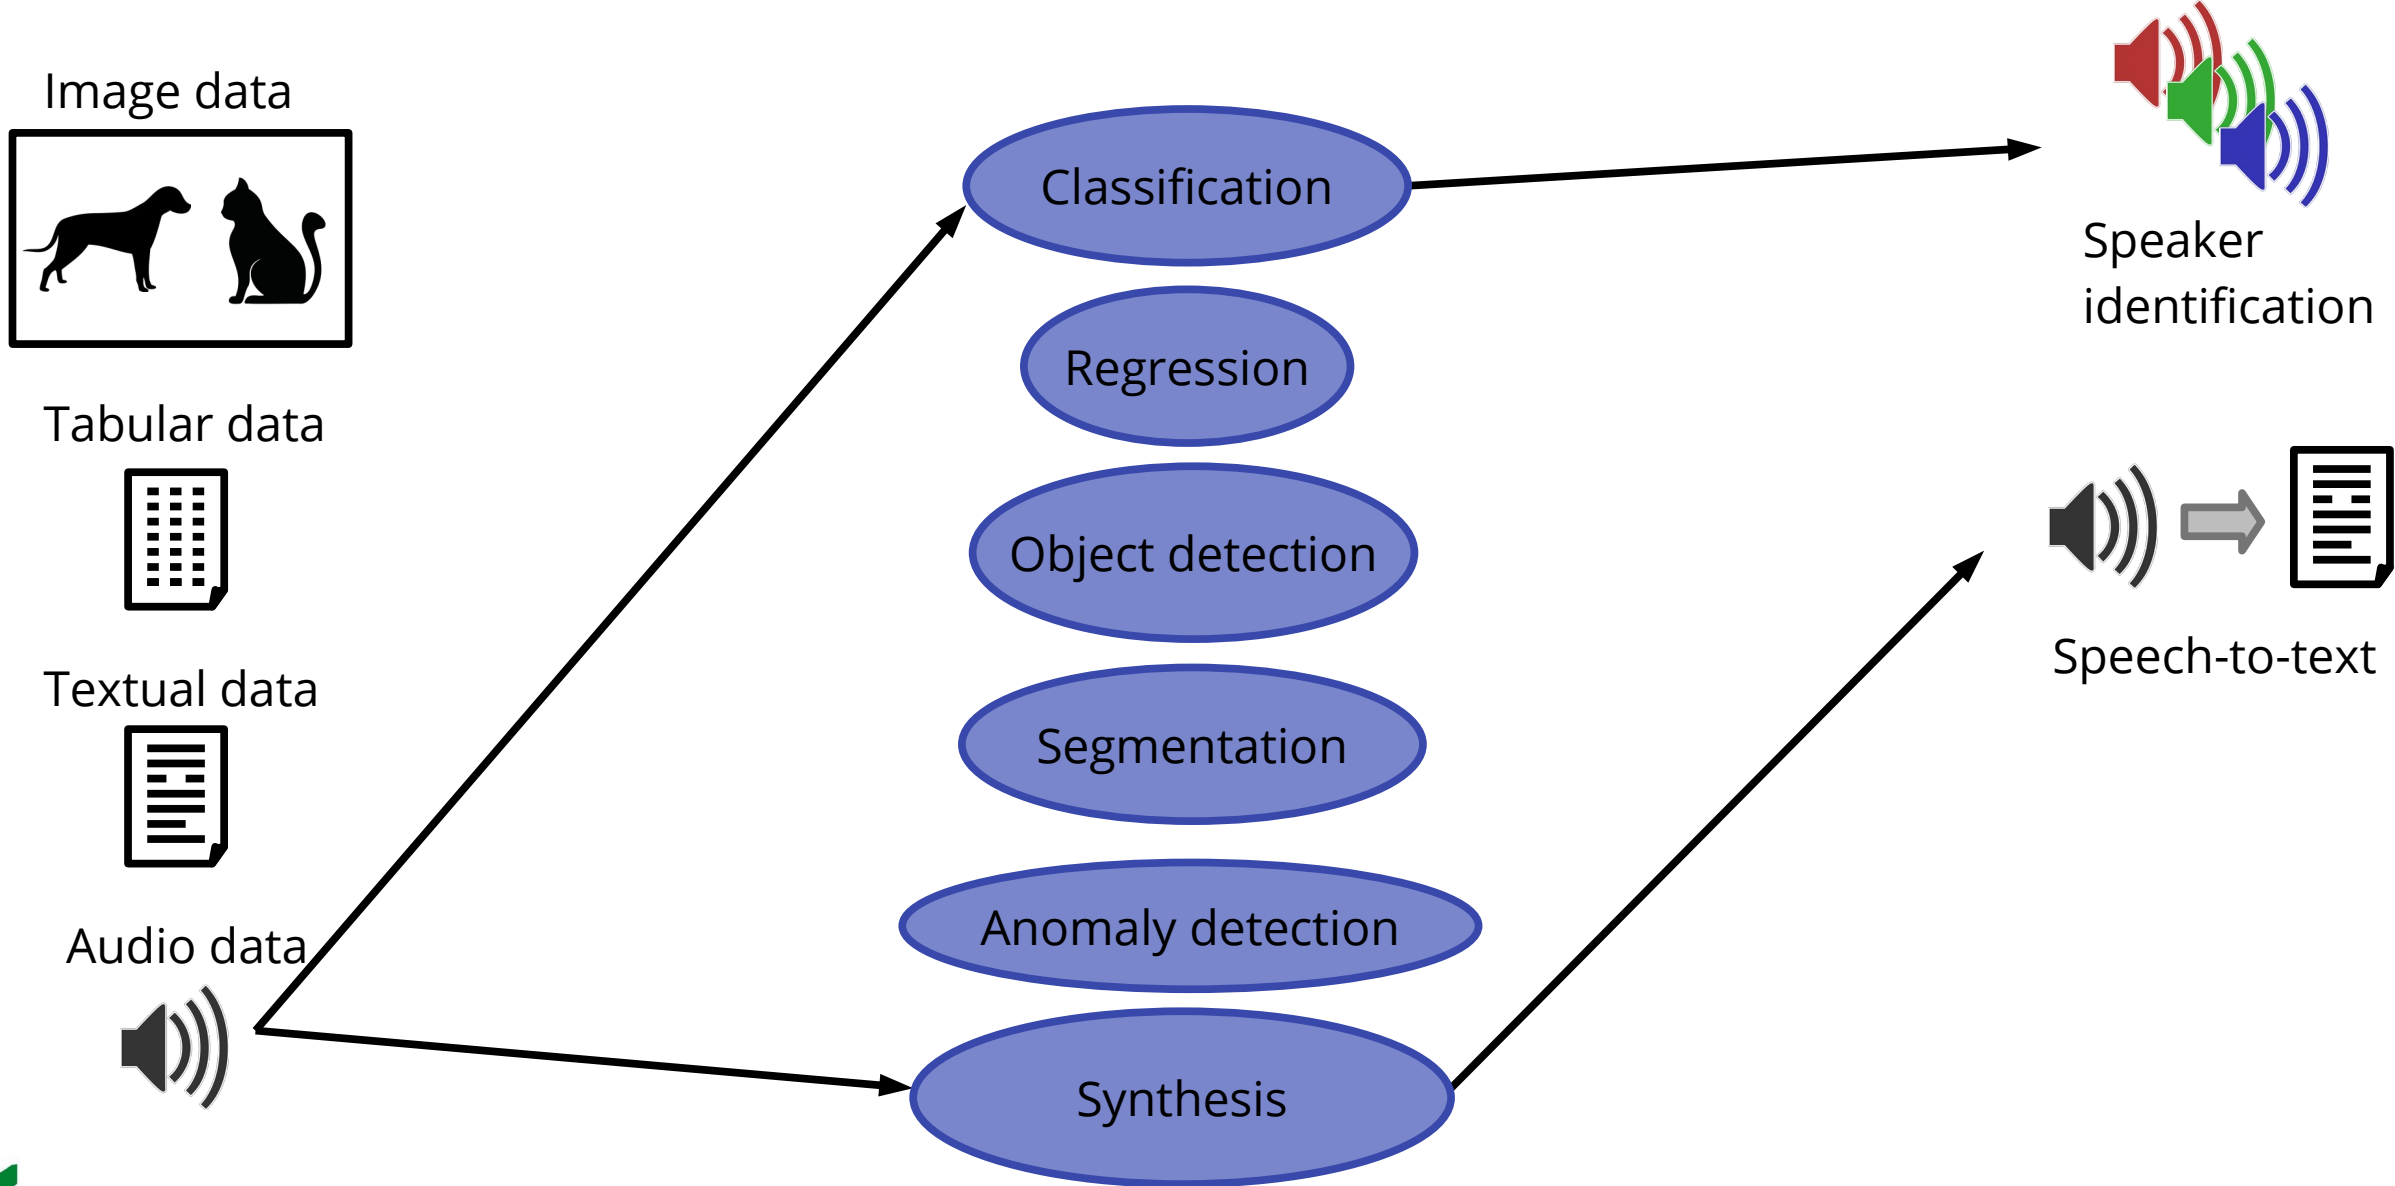 Image data
Tabular data
Textual data
Audio data
Classification
Regression
Object detection
Segmentation
Anomaly detection
Synthesis
Speaker
identification
Speech-to-text